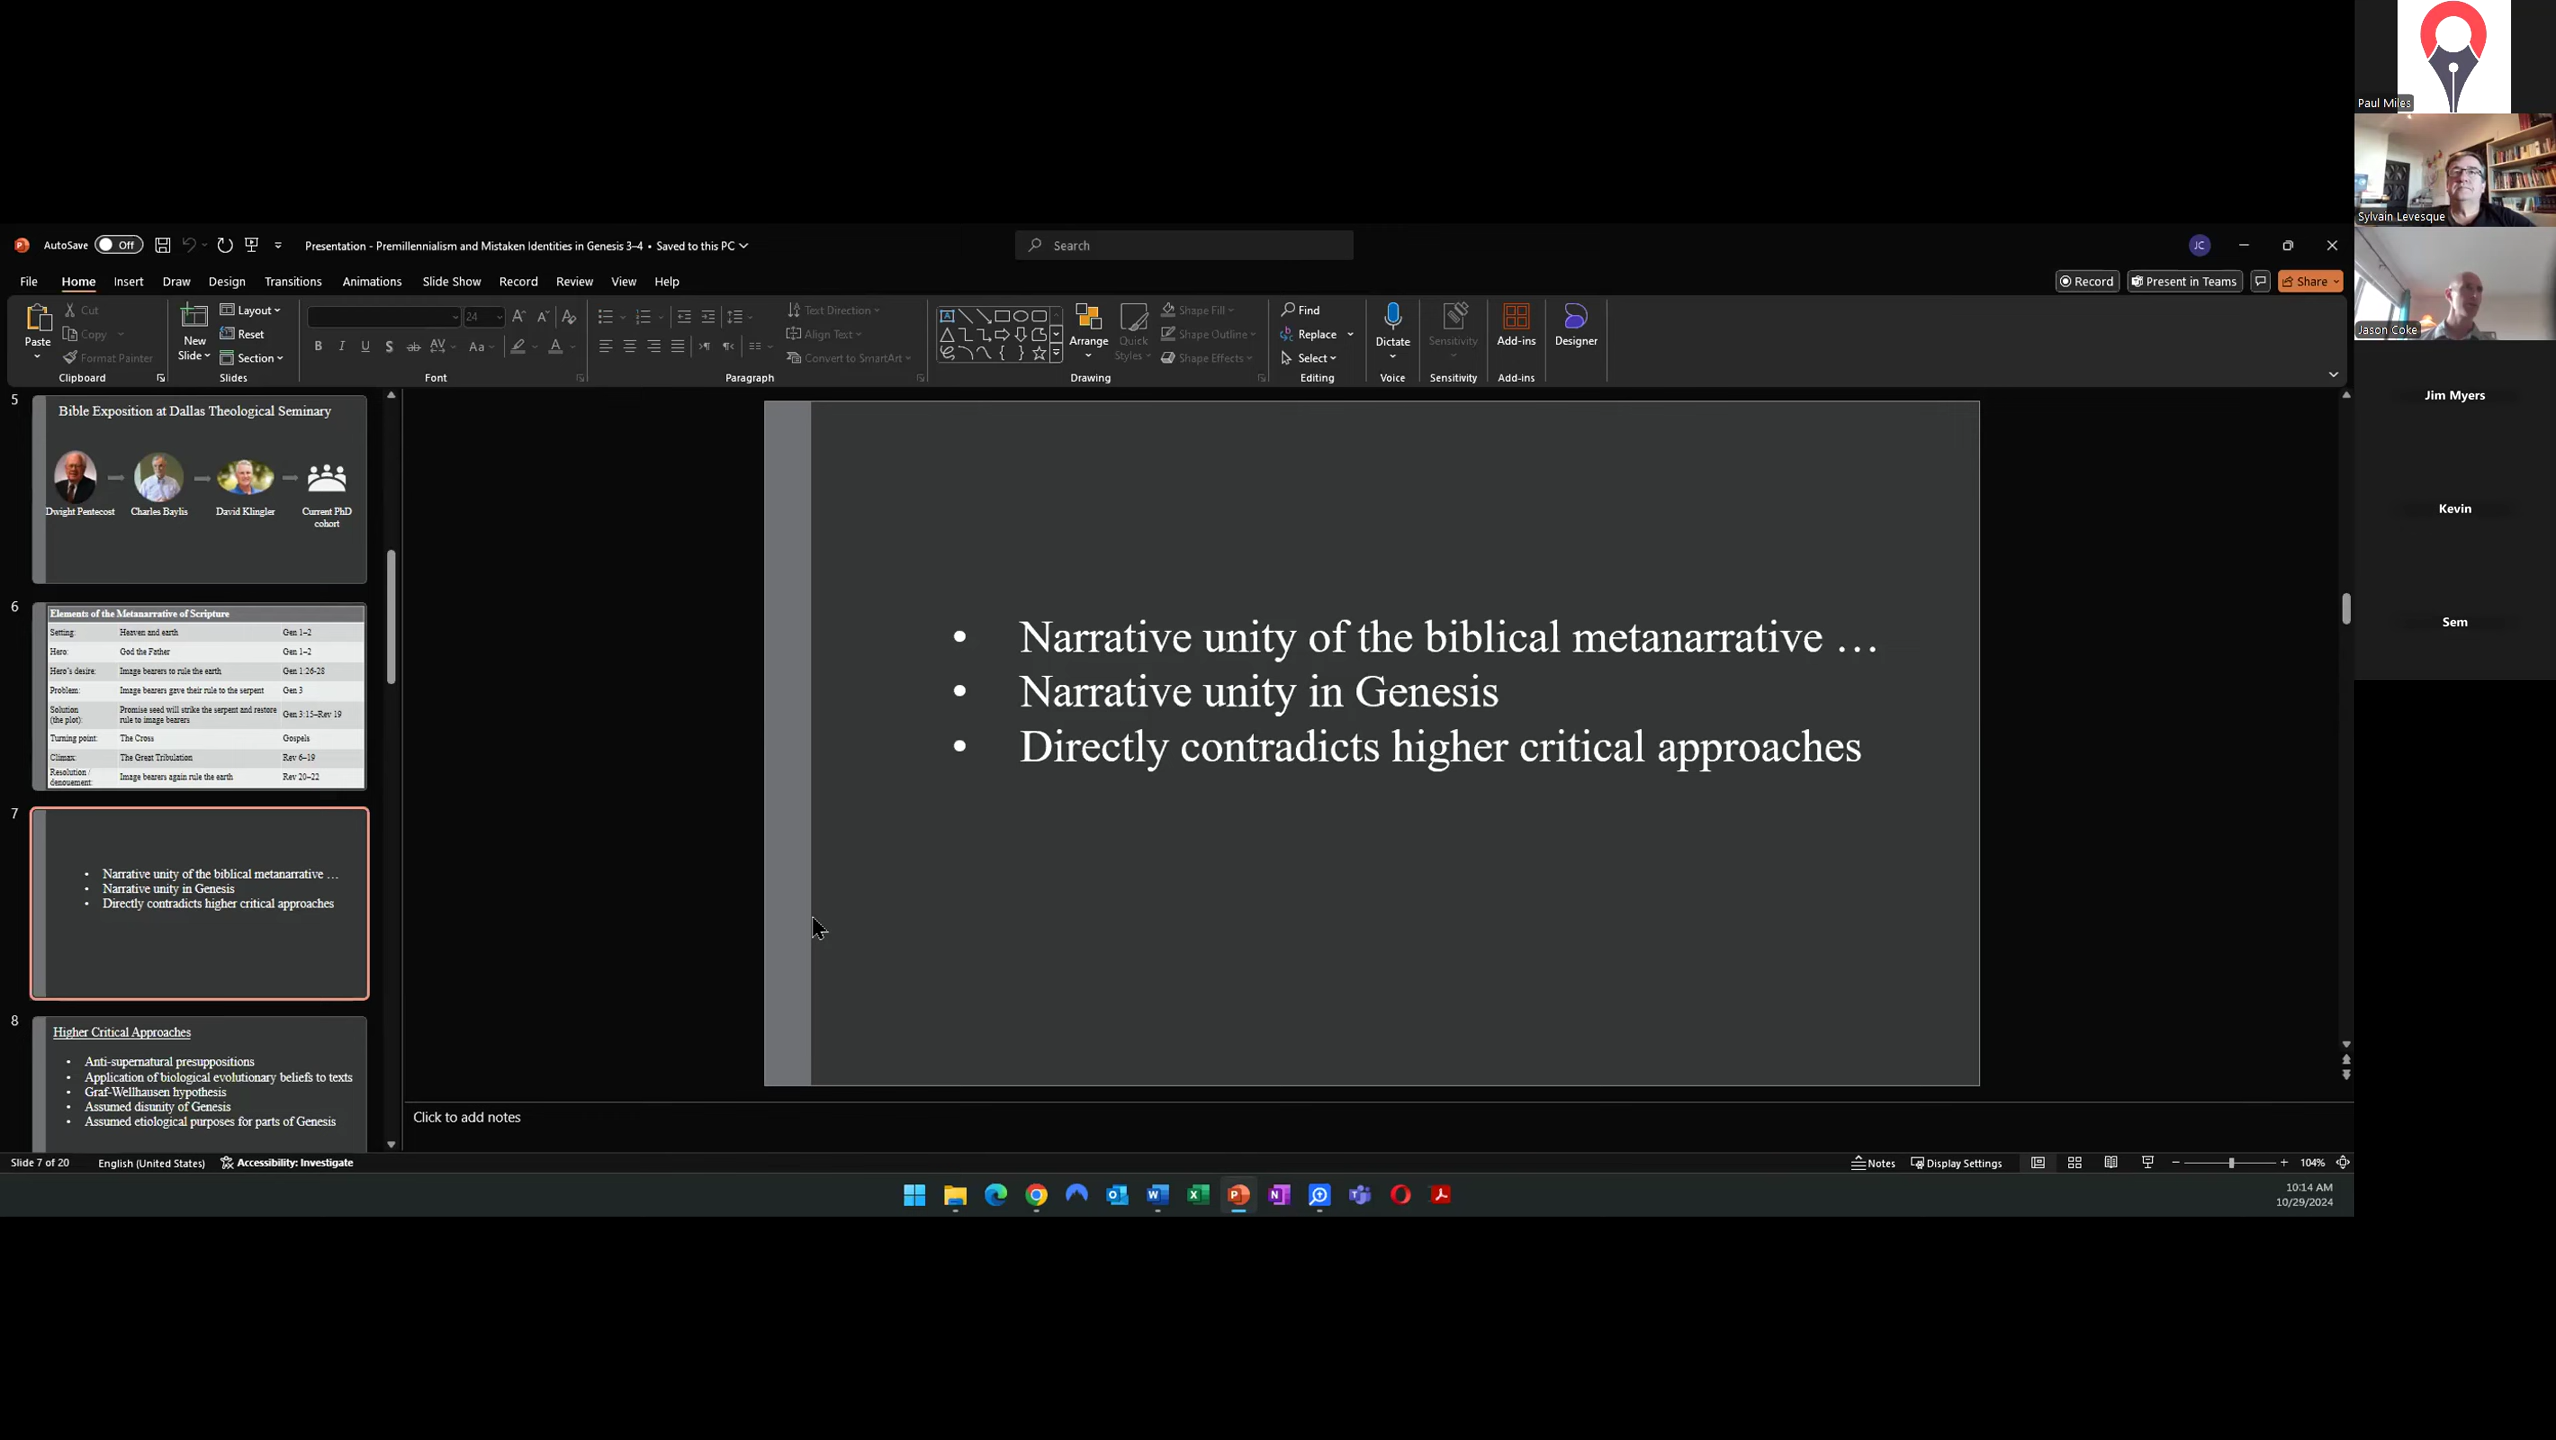 Paul Miles
Sylvain Levesque
Jason Coke
Jim Myers
Kevin
Sem
AutoSave Off
Presentation - Premillennialism and Mistaken Identities in Genesis 3–4 • Saved to this PC
Search
JC
File Home Insert Draw Design Transitions Animations Slide Show Record Review View Help
Record Present in Teams Share
Paste
Cut
Copy
Format Painter
Clipboard
New Slide
Layout
Reset
Section
Slides
24
Font
Text Direction
Align Text
Convert to SmartArt
Paragraph
Arrange
Quick Styles
Shape Fill
Shape Outline
Shape Effects
Drawing
Find
Replace
Select
Editing
Dictate
Voice
Sensitivity
Sensitivity
Add-ins
Add-ins
Designer
5
Bible Exposition at Dallas Theological Seminary
Dwight Pentecost Charles Baylis David Klingler Current PhD
cohort
6
Elements of the Metanarrative of Scripture
Setting: Heaven and earth Gen 1–2
Hero: God the Father Gen 1–2
Hero's desire: Image bearers to rule the earth Gen 1:26-28
Problem: Image bearers gave their rule to the serpent Gen 3
Solution (the plot): Promise seed will strike the serpent and restore rule to image bearers Gen 3:15–Rev 19
Turning point: The Cross Gospels
Climax: The Great Tribulation Rev 6–19
Resolution / denouement: Image bearers again rule the earth Rev 20–22
7
• Narrative unity of the biblical metanarrative …
• Narrative unity in Genesis
• Directly contradicts higher critical approaches
8
Higher Critical Approaches
• Anti-supernatural presuppositions
• Application of biological evolutionary beliefs to texts
• Graf-Wellhausen hypothesis
• Assumed disunity of Genesis
• Assumed etiological purposes for parts of Genesis
• Narrative unity of the biblical metanarrative …
• Narrative unity in Genesis
• Directly contradicts higher critical approaches
Click to add notes
Slide 7 of 20 English (United States) Accessibility: Investigate
Notes Display Settings 104%
10:14 AM
10/29/2024